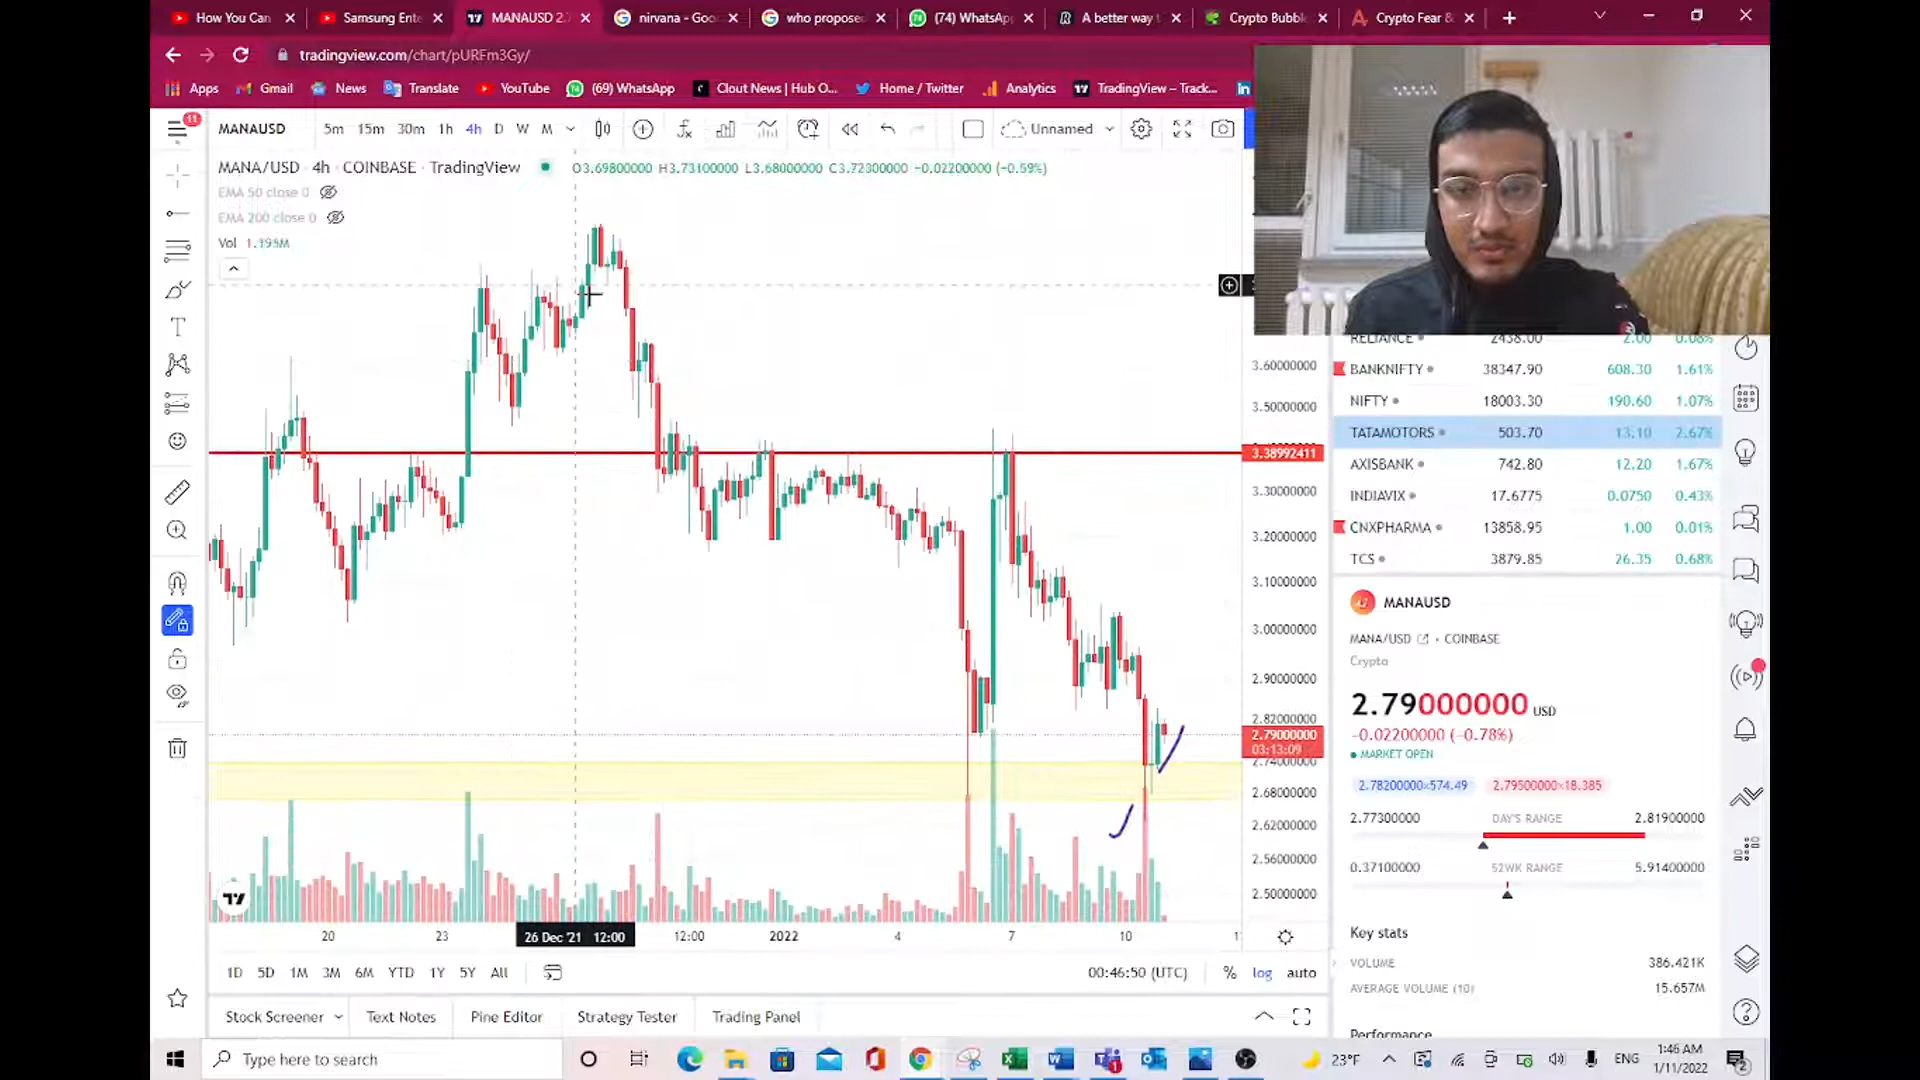 How You Can
Samsung Ente
MANAUSD 2.
nirvana - Goo
who propose
(74) WhatsApp
A better way t
Crypto Bubbl
Crypto Fear &
tradingview.com/chart/pURFm3Gy/
Apps Gmail News Translate YouTube (69) WhatsApp Clout News | Hub O... Home / Twitter Analytics TradingView – Track...
11
MANAUSD 5m 15m 30m 1h 4h D W M Unnamed
MANA/USD · 4h · COINBASE · TradingView O3.69800000 H3.73100000 L3.68000000 C3.72300000 −0.02200000 (−0.59%)
EMA 50 close 0
EMA 200 close 0
Vol 1.195M
3.60000000
3.50000000
3.38992411
3.30000000
3.20000000
3.10000000
3.00000000
2.90000000
2.82000000
2.79000000
03:13:09
2.74000000
2.68000000
2.62000000
2.56000000
2.50000000
20 23 26 Dec '21 12:00 12:00 2022 4 7 10
1D 5D 1M 3M 6M YTD 1Y 5Y All 00:46:50 (UTC) % log auto
Stock Screener Text Notes Pine Editor Strategy Tester Trading Panel
RELIANCE 2438.00 2.00 0.08%
BANKNIFTY 38347.90 608.30 1.61%
NIFTY 18003.30 190.60 1.07%
TATAMOTORS 503.70 13.10 2.67%
AXISBANK 742.80 12.20 1.67%
INDIAVIX 17.6775 0.0750 0.43%
CNXPHARMA 13858.95 1.00 0.01%
TCS 3879.85 26.35 0.68%
MANAUSD
MANA/USD · COINBASE
Crypto
2.79000000 USD
−0.02200000 (−0.78%)
MARKET OPEN
2.78200000×574.49 2.79500000×18.385
2.77300000 DAY'S RANGE 2.81900000
0.37100000 52WK RANGE 5.91400000
Key stats
VOLUME 386.421K
AVERAGE VOLUME (10) 15.657M
Performance
Type here to search
23°F ENG 1:46 AM
1/11/2022